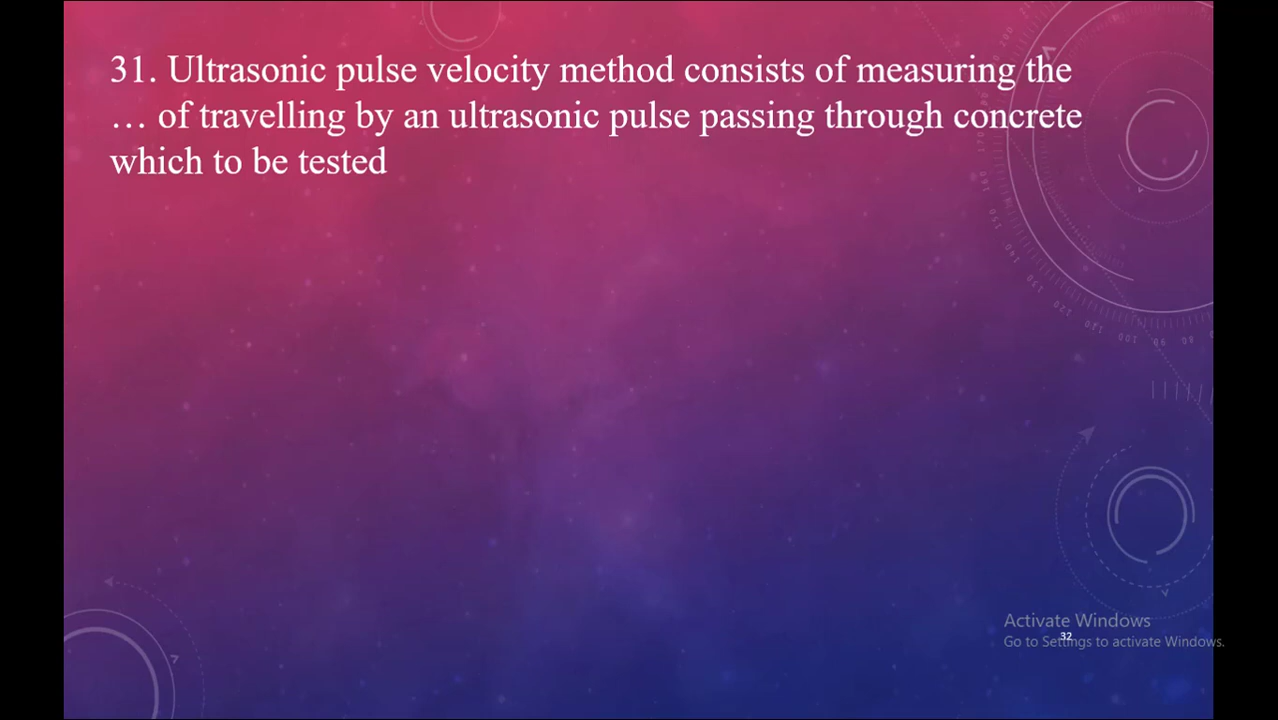 31. Ultrasonic pulse velocity method consists of measuring the
… of travelling by an ultrasonic pulse passing through concrete
which to be tested
Activate Windows
32
Go to Settings to activate Windows.